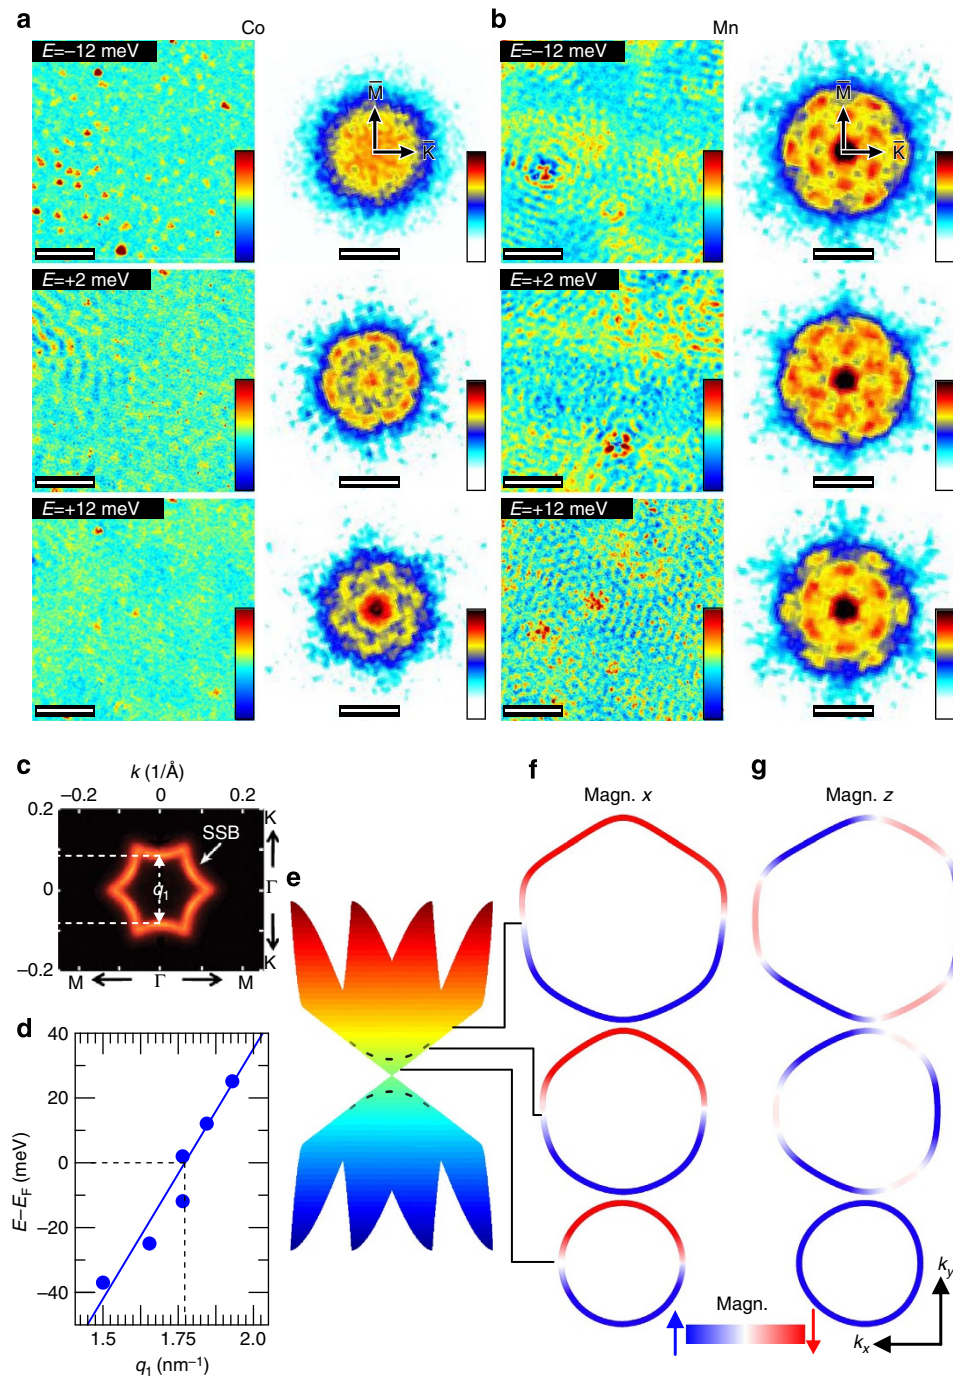 a
Co
b
Mn
E=−12 meV
M̅
K̅
E=−12 meV
M̅
K̅
E=+2 meV
E=+2 meV
E=+12 meV
E=+12 meV
c
k (1/Å)
−0.2 0 0.2
0.2
0
−0.2
SSB
q1
K
Γ
K
M Γ M
d
40
20
0
−20
−40
E−EF (meV)
1.5 1.75 2.0
q1 (nm−1)
e
f
Magn. x
g
Magn. z
Magn.
ky
kx